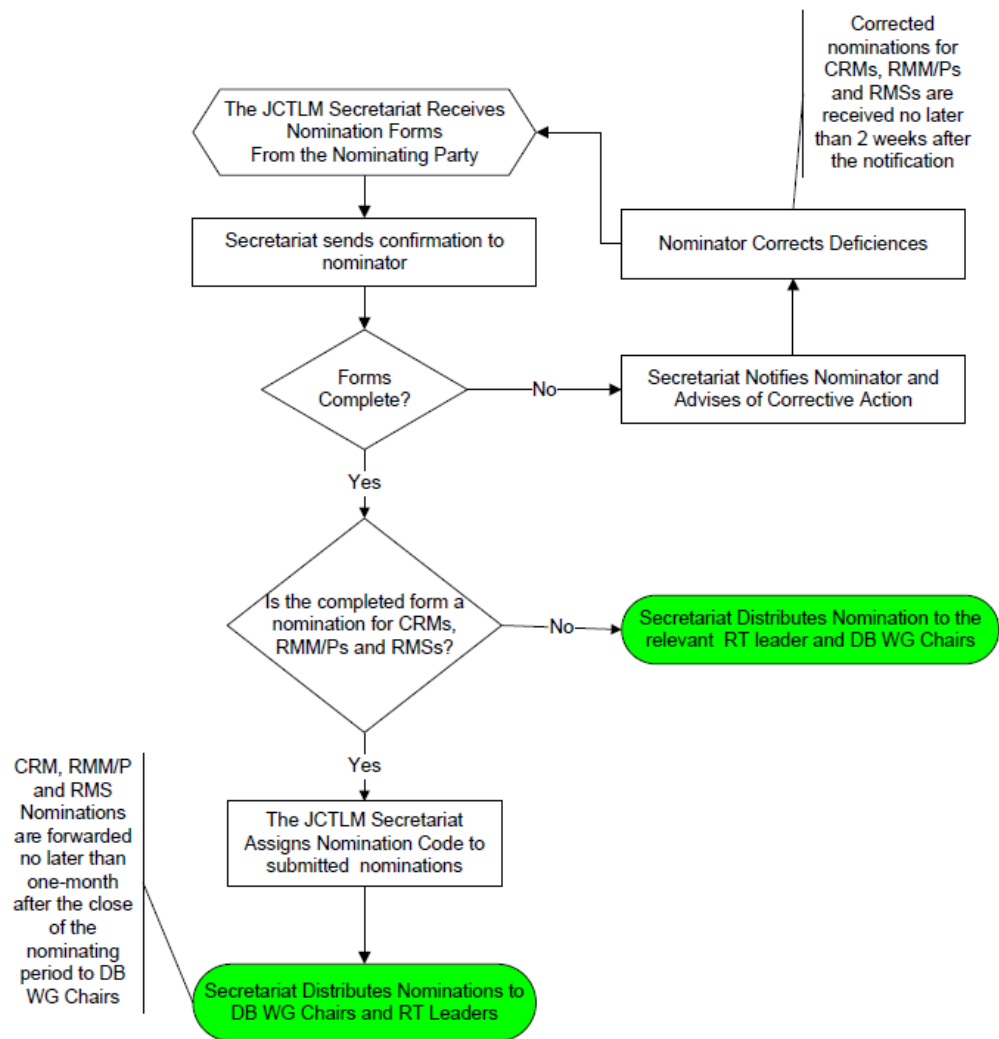 Corrected
nominations for
CRMs, RMM/Ps
and RMSs are
received no later
than 2 weeks after
the notification
The JCTLM Secretariat Receives
Nomination Forms
From the Nominating Party
Secretariat sends confirmation to
nominator
Nominator Corrects Deficiences
Forms
Complete?
No
Secretariat Notifies Nominator and
Advises of Corrective Action
Yes
Is the completed form a
nomination for CRMs,
RMM/Ps and RMSs?
No
Secretariat Distributes Nomination to the
relevant RT leader and DB WG Chairs
Yes
CRM, RMM/P
and RMS
Nominations
are forwarded
no later than
one-month
after the close
of the
nominating
period to DB
WG Chairs
The JCTLM Secretariat
Assigns Nomination Code to
submitted nominations
Secretariat Distributes Nominations to
DB WG Chairs and RT Leaders